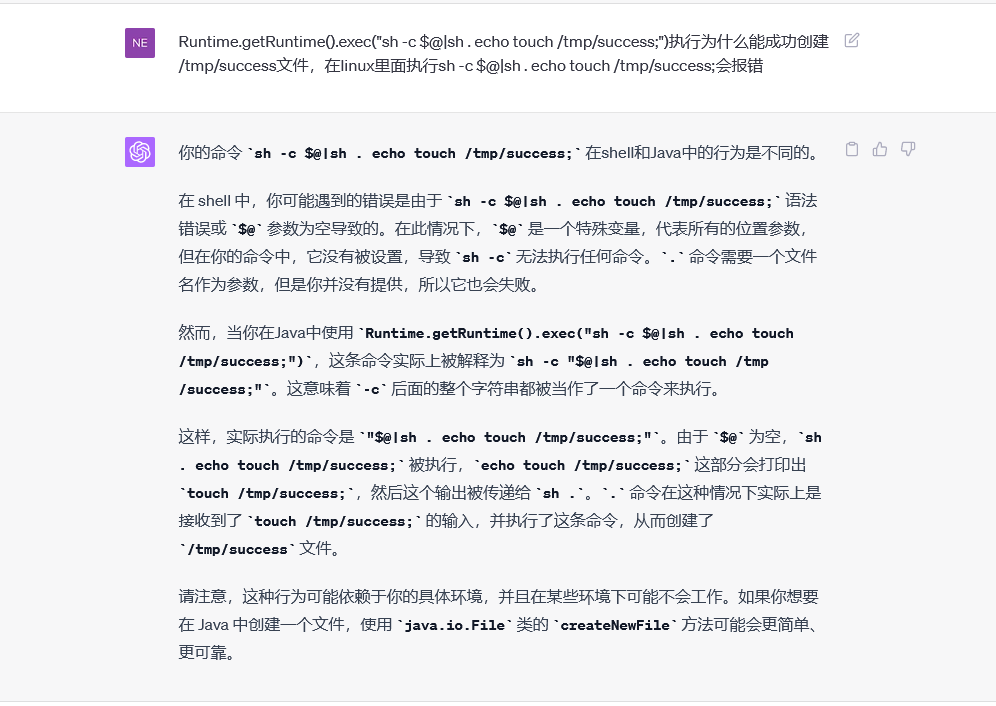 NE
Runtime.getRuntime().exec("sh -c $@|sh . echo touch /tmp/success;")执行为什么能成功创建
/tmp/success文件，在linux里面执行sh -c $@|sh . echo touch /tmp/success;会报错
你的命令 `sh -c $@|sh . echo touch /tmp/success;` 在shell和Java中的行为是不同的。
在 shell 中，你可能遇到的错误是由于 `sh -c $@|sh . echo touch /tmp/success;` 语法
错误或 `$@` 参数为空导致的。在此情况下， `$@` 是一个特殊变量，代表所有的位置参数，
但在你的命令中，它没有被设置，导致 `sh -c` 无法执行任何命令。`.` 命令需要一个文件
名作为参数，但是你并没有提供，所以它也会失败。
然而，当你在Java中使用 `Runtime.getRuntime().exec("sh -c $@|sh . echo touch
/tmp/success;")`，这条命令实际上被解释为 `sh -c "$@|sh . echo touch /tmp
/success;"`。这意味着 `-c` 后面的整个字符串都被当作了一个命令来执行。
这样，实际执行的命令是 `"$@|sh . echo touch /tmp/success;"`。由于 `$@` 为空，`sh
. echo touch /tmp/success;` 被执行，`echo touch /tmp/success;` 这部分会打印出
`touch /tmp/success;`，然后这个输出被传递给 `sh .`。`.` 命令在这种情况下实际上是
接收到了 `touch /tmp/success;` 的输入，并执行了这条命令，从而创建了
`/tmp/success` 文件。
请注意，这种行为可能依赖于你的具体环境，并且在某些环境下可能不会工作。如果你想要
在 Java 中创建一个文件，使用 `java.io.File` 类的 `createNewFile` 方法可能会更简单、
更可靠。